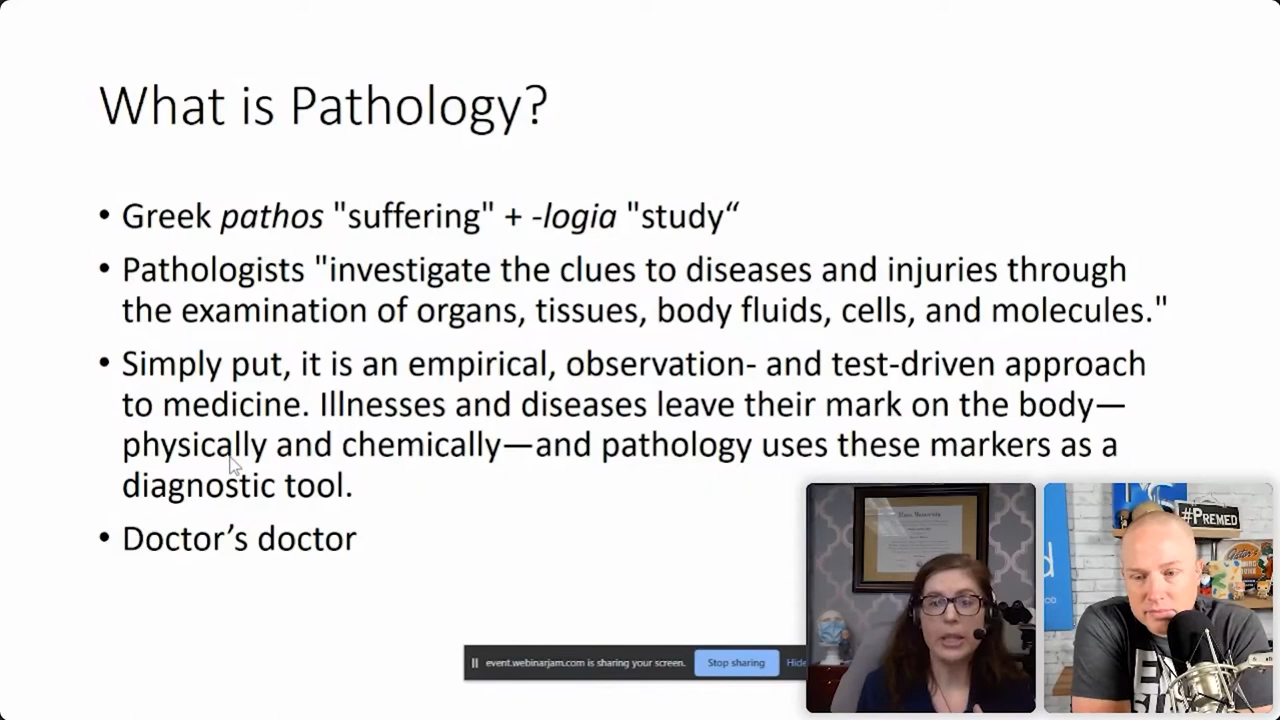 What is Pathology?
• Greek pathos "suffering" + -logia "study“
• Pathologists "investigate the clues to diseases and injuries through
the examination of organs, tissues, body fluids, cells, and molecules."
• Simply put, it is an empirical, observation- and test-driven approach
to medicine. Illnesses and diseases leave their mark on the body—
physically and chemically—and pathology uses these markers as a
diagnostic tool.
• Doctor’s doctor
#PREMED
event.webinarjam.com is sharing your screen. Stop sharing Hide